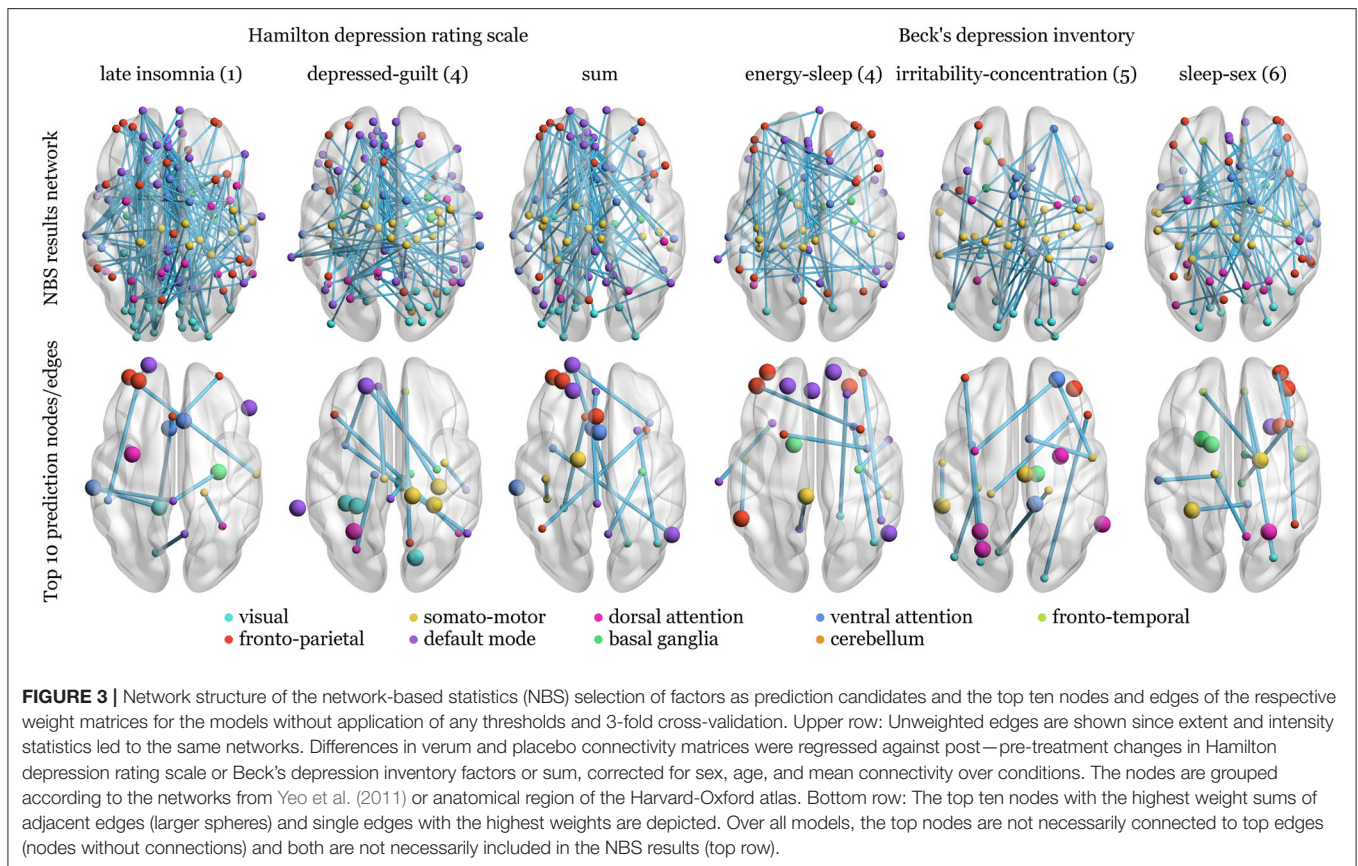 Hamilton depression rating scale
Beck's depression inventory
late insomnia (1)
depressed-guilt (4)
sum
energy-sleep (4)
irritability-concentration (5)
sleep-sex (6)
NBS results network
Top 10 prediction nodes/edges
visual
somato-motor
dorsal attention
ventral attention
fronto-temporal
fronto-parietal
default mode
basal ganglia
cerebellum
FIGURE 3 | Network structure of the network-based statistics (NBS) selection of factors as prediction candidates and the top ten nodes and edges of the respective
weight matrices for the models without application of any thresholds and 3-fold cross-validation. Upper row: Unweighted edges are shown since extent and intensity
statistics led to the same networks. Differences in verum and placebo connectivity matrices were regressed against post—pre-treatment changes in Hamilton
depression rating scale or Beck's depression inventory factors or sum, corrected for sex, age, and mean connectivity over conditions. The nodes are grouped
according to the networks from Yeo et al. (2011) or anatomical region of the Harvard-Oxford atlas. Bottom row: The top ten nodes with the highest weight sums of
adjacent edges (larger spheres) and single edges with the highest weights are depicted. Over all models, the top nodes are not necessarily connected to top edges
(nodes without connections) and both are not necessarily included in the NBS results (top row).